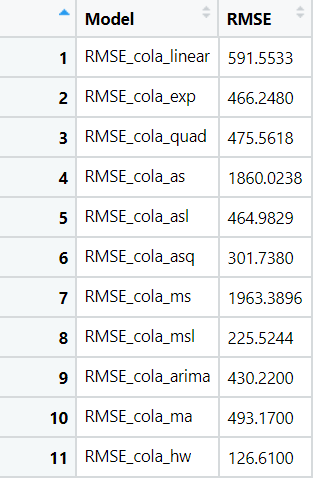 Model RMSE
1 RMSE_cola_linear 591.5533
2 RMSE_cola_exp 466.2480
3 RMSE_cola_quad 475.5618
4 RMSE_cola_as 1860.0238
5 RMSE_cola_asl 464.9829
6 RMSE_cola_asq 301.7380
7 RMSE_cola_ms 1963.3896
8 RMSE_cola_msl 225.5244
9 RMSE_cola_arima 430.2200
10 RMSE_cola_ma 493.1700
11 RMSE_cola_hw 126.6100